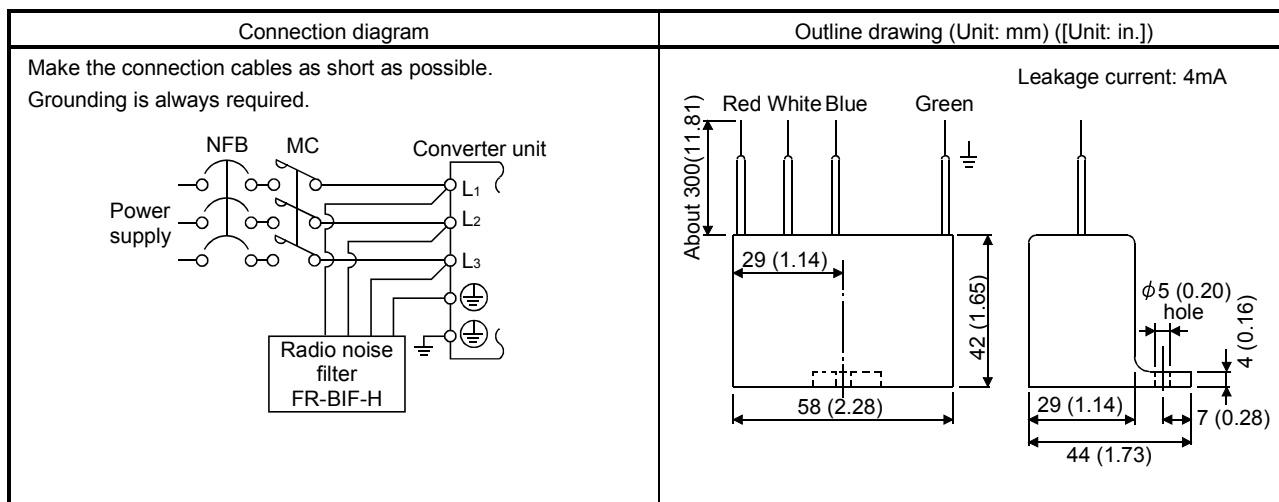 Connection diagram
Make the connection cables as short as possible.
Grounding is always required.
NFB MC Converter unit
Power
supply
L1
L2
L3
Radio noise
filter
FR-BIF-H
Outline drawing (Unit: mm) ([Unit: in.])
Leakage current: 4mA
Red White Blue Green
About 300(11.81)
29 (1.14)
42 (1.65)
58 (2.28)
ϕ5 (0.20)
hole
4 (0.16)
29 (1.14)
7 (0.28)
44 (1.73)